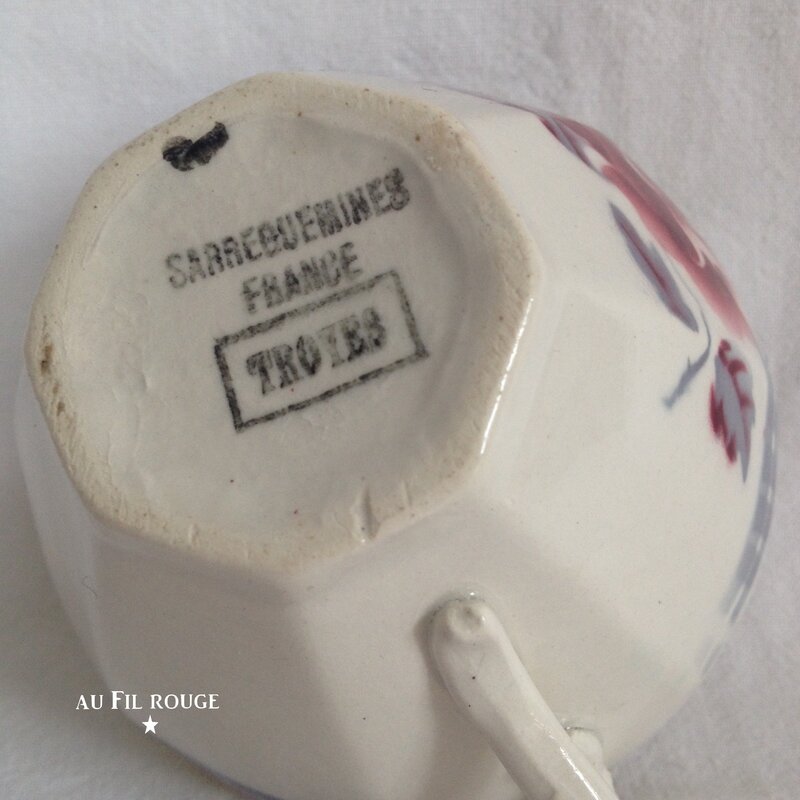 SARREGUEMINES
FRANCE
TROYES
AU FIL ROUGE